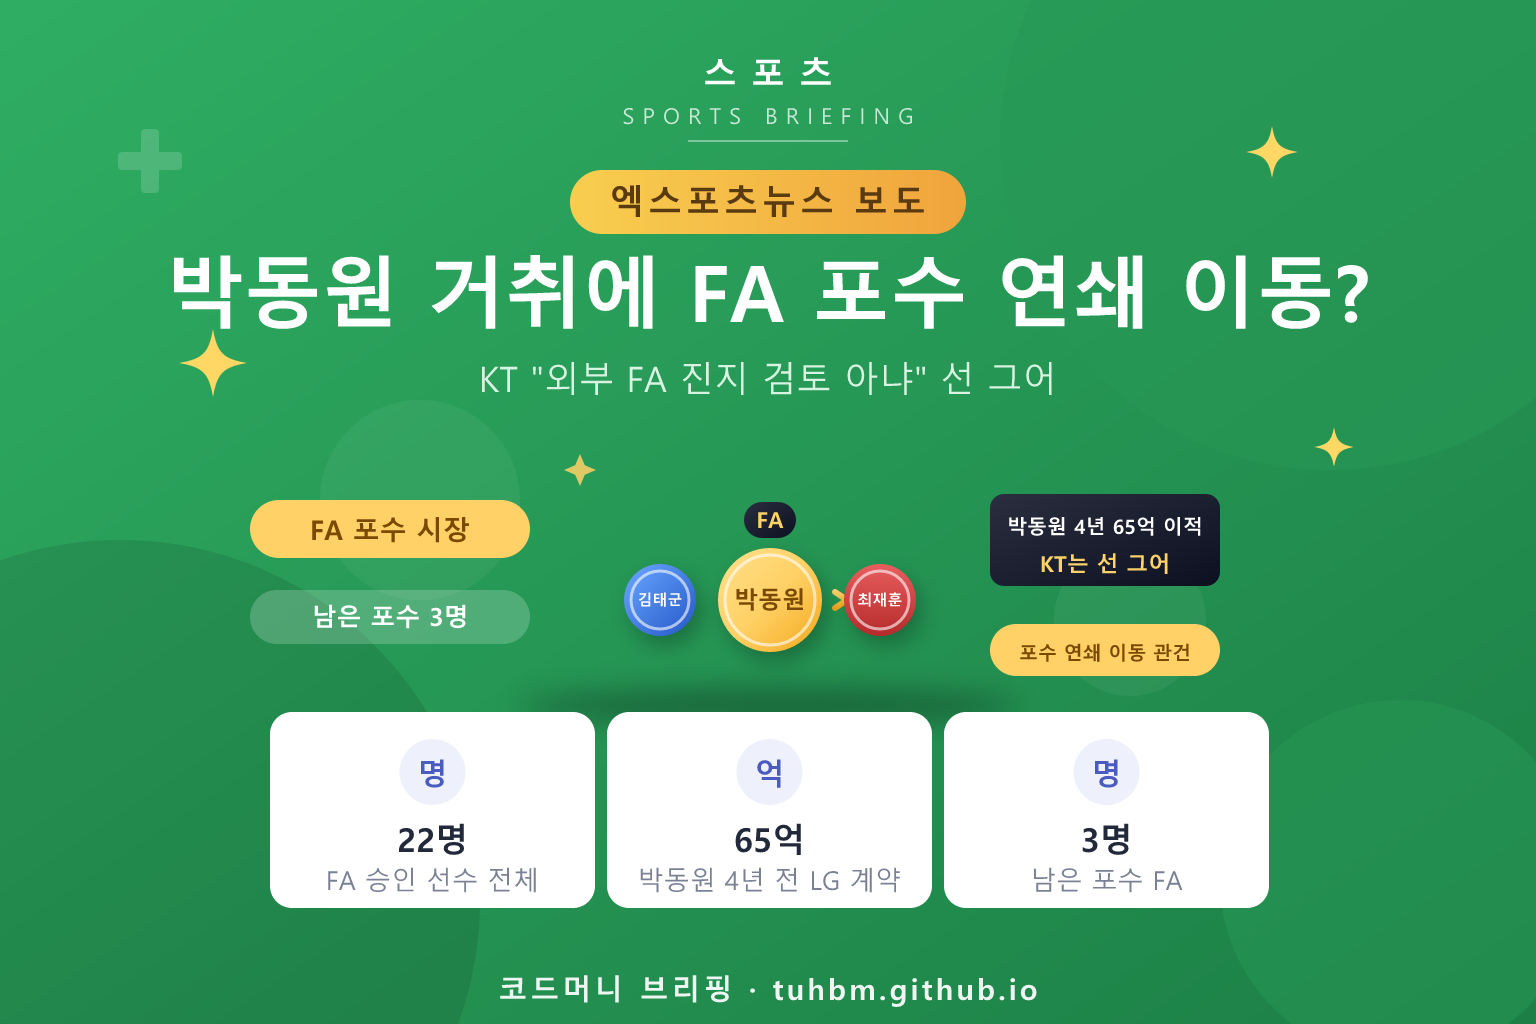 스포츠
SPORTS BRIEFING
엑스포츠뉴스 보도
박동원 거취에 FA 포수 연쇄 이동?
KT "외부 FA 진지 검토 아냐" 선 그어
FA 포수 시장
남은 포수 3명
FA
김태군
박동원
최재훈
박동원 4년 65억 이적
KT는 선 그어
포수 연쇄 이동 관건
명
22명
FA 승인 선수 전체
억
65억
박동원 4년 전 LG 계약
명
3명
남은 포수 FA
코드머니 브리핑 · tuhbm.github.io